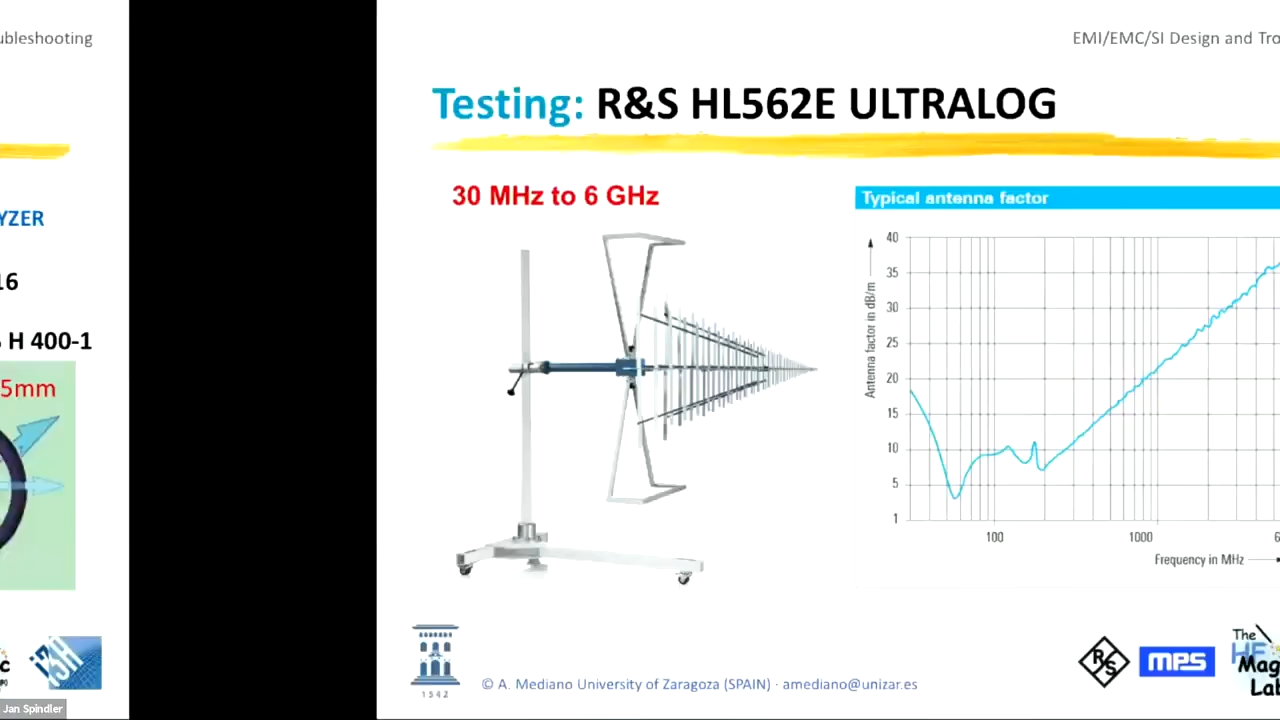 ubleshooting
YZER
16
H 400-1
5mm
Jan Spindler
EMI/EMC/SI Design and Tro
Testing: R&S HL562E ULTRALOG
30 MHz to 6 GHz
Typical antenna factor
Antenna factor in dB/m
40
35
30
25
20
15
10
5
1
100
1000
6
Frequency in MHz
1542
© A. Mediano University of Zaragoza (SPAIN) · amediano@unizar.es
R&S
MPS
The
HF
Mag
Lab